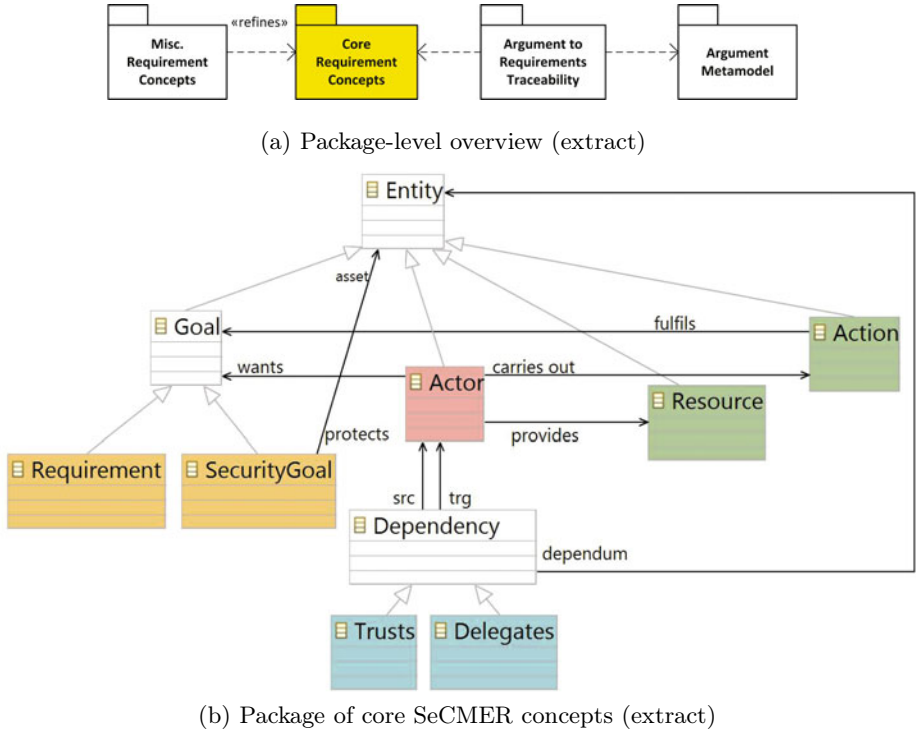 «refines»
Misc.
Requirement
Concepts
Core
Requirement
Concepts
Argument to
Requirements
Traceability
Argument
Metamodel
(a) Package-level overview (extract)
Entity
asset
Goal
fulfils
Action
wants
Actor
carries out
Resource
protects
provides
Requirement
SecurityGoal
src
trg
Dependency
dependum
Trusts
Delegates
(b) Package of core SeCMER concepts (extract)